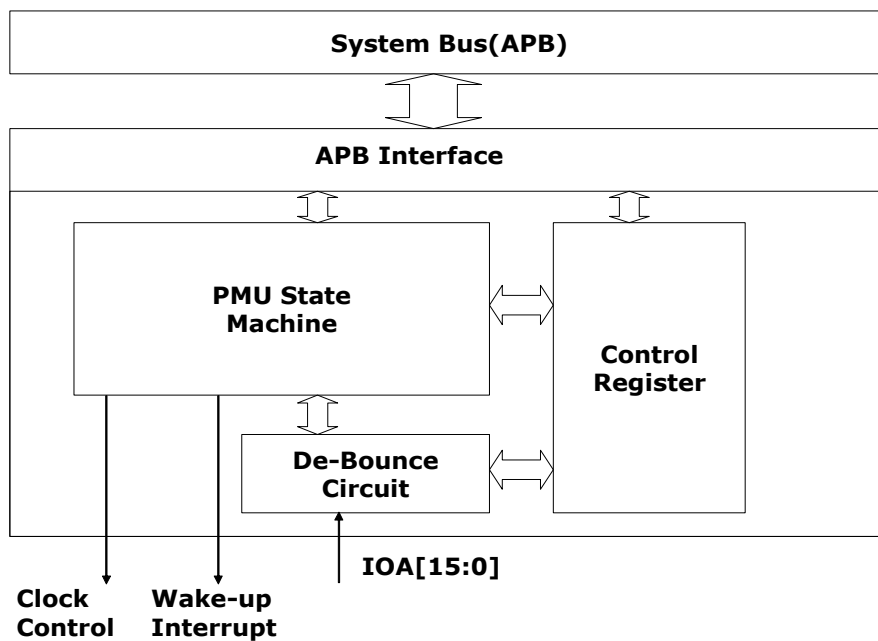 System Bus(APB)
APB Interface
PMU State
Machine
Control
Register
De-Bounce
Circuit
IOA[15:0]
Clock
Control
Wake-up
Interrupt